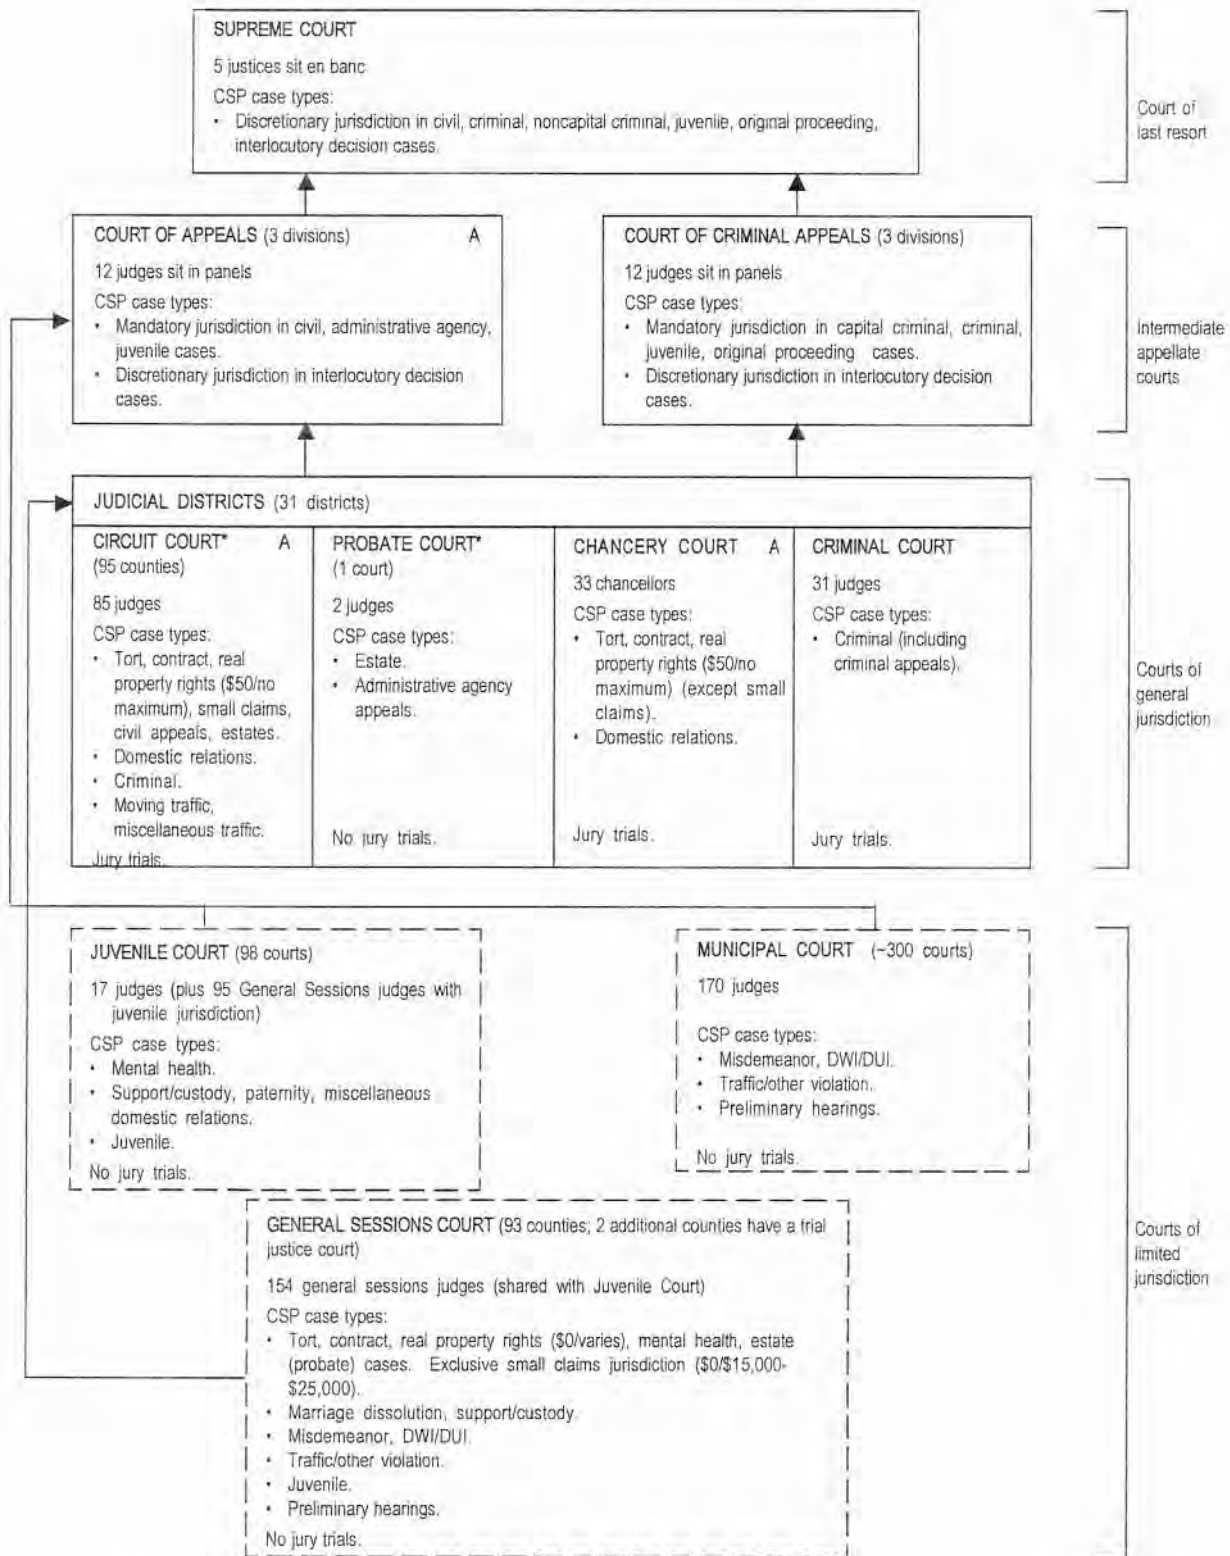 SUPREME COURT
5 justices sit en banc
CSP case types:
• Discretionary jurisdiction in civil, criminal, noncapital criminal, juvenile, original proceeding,
interlocutory decision cases.
Court of
last resort
COURT OF APPEALS (3 divisions) A
12 judges sit in panels
CSP case types:
• Mandatory jurisdiction in civil, administrative agency,
juvenile cases.
• Discretionary jurisdiction in interlocutory decision
cases.
COURT OF CRIMINAL APPEALS (3 divisions)
12 judges sit in panels
CSP case types:
• Mandatory jurisdiction in capital criminal, criminal,
juvenile, original proceeding cases.
• Discretionary jurisdiction in interlocutory decision
cases.
Intermediate
appellate
courts
JUDICIAL DISTRICTS (31 districts)
CIRCUIT COURT* A
(95 counties)
85 judges
CSP case types:
• Tort, contract, real
property rights ($50/no
maximum), small claims,
civil appeals, estates.
• Domestic relations.
• Criminal.
• Moving traffic,
miscellaneous traffic.
Jury trials.
PROBATE COURT*
(1 court)
2 judges
CSP case types:
• Estate.
• Administrative agency
appeals.
No jury trials.
CHANCERY COURT A
33 chancellors
CSP case types:
• Tort, contract, real
property rights ($50/no
maximum) (except small
claims).
• Domestic relations.
Jury trials.
CRIMINAL COURT
31 judges
CSP case types:
• Criminal (including
criminal appeals).
Jury trials.
Courts of
general
jurisdiction
JUVENILE COURT (98 courts)
17 judges (plus 95 General Sessions judges with
juvenile jurisdiction)
CSP case types:
• Mental health.
• Support/custody, paternity, miscellaneous
domestic relations.
• Juvenile.
No jury trials.
MUNICIPAL COURT (~300 courts)
170 judges
CSP case types:
• Misdemeanor, DWI/DUI.
• Traffic/other violation.
• Preliminary hearings.
No jury trials.
GENERAL SESSIONS COURT (93 counties; 2 additional counties have a trial
justice court)
154 general sessions judges (shared with Juvenile Court)
CSP case types:
• Tort, contract, real property rights ($0/varies), mental health, estate
(probate) cases. Exclusive small claims jurisdiction ($0/$15,000-
$25,000).
• Marriage dissolution, support/custody.
• Misdemeanor, DWI/DUI.
• Traffic/other violation.
• Juvenile.
• Preliminary hearings.
No jury trials.
Courts of
limited
jurisdiction